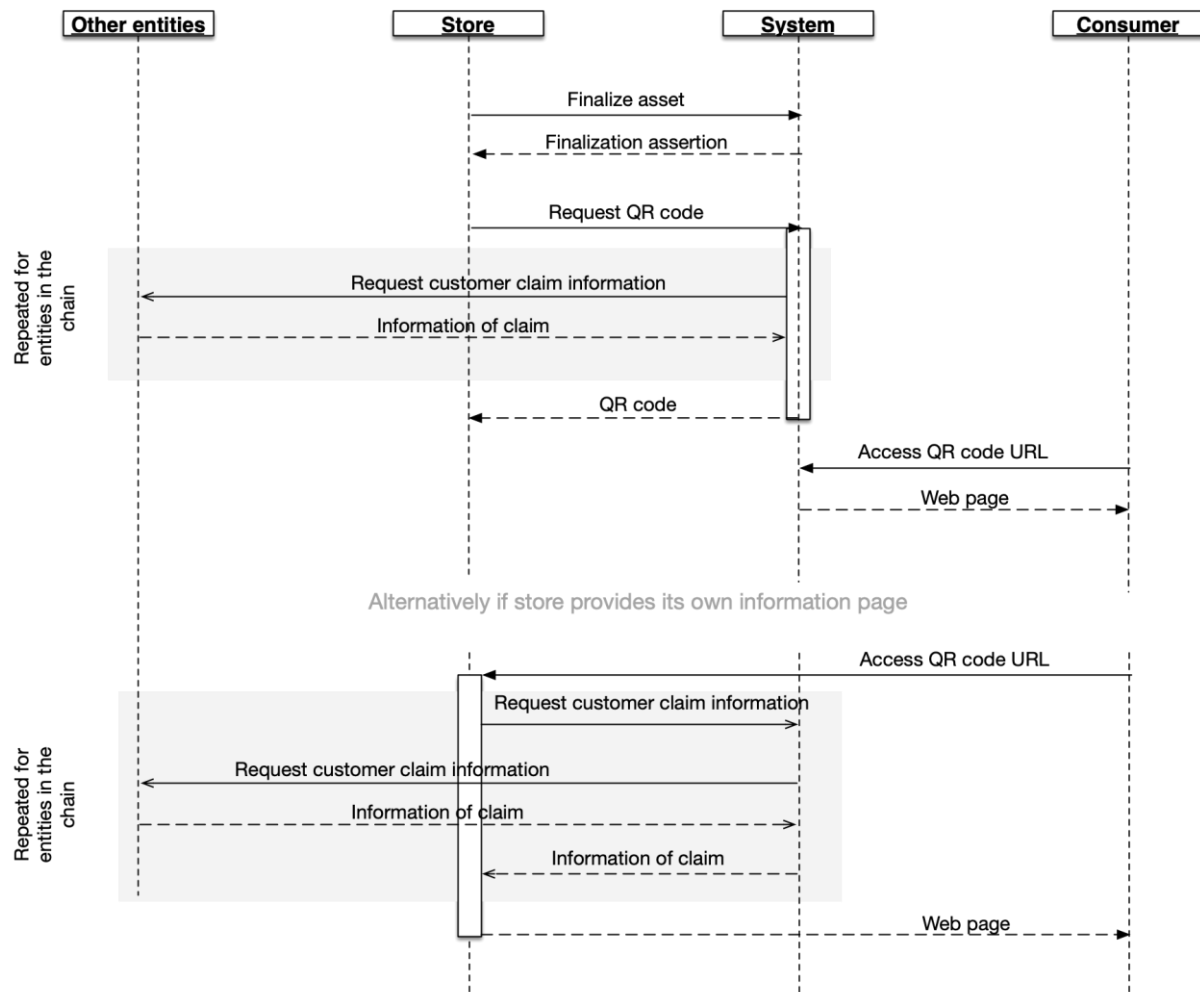 Other entities
Store
System
Consumer
Finalize asset
Finalization assertion
Request QR code
Repeated for
entities in the
chain
Request customer claim information
Information of claim
QR code
Access QR code URL
Web page
Alternatively if store provides its own information page
Access QR code URL
Repeated for
entities in the
chain
Request customer claim information
Request customer claim information
Information of claim
Information of claim
Web page